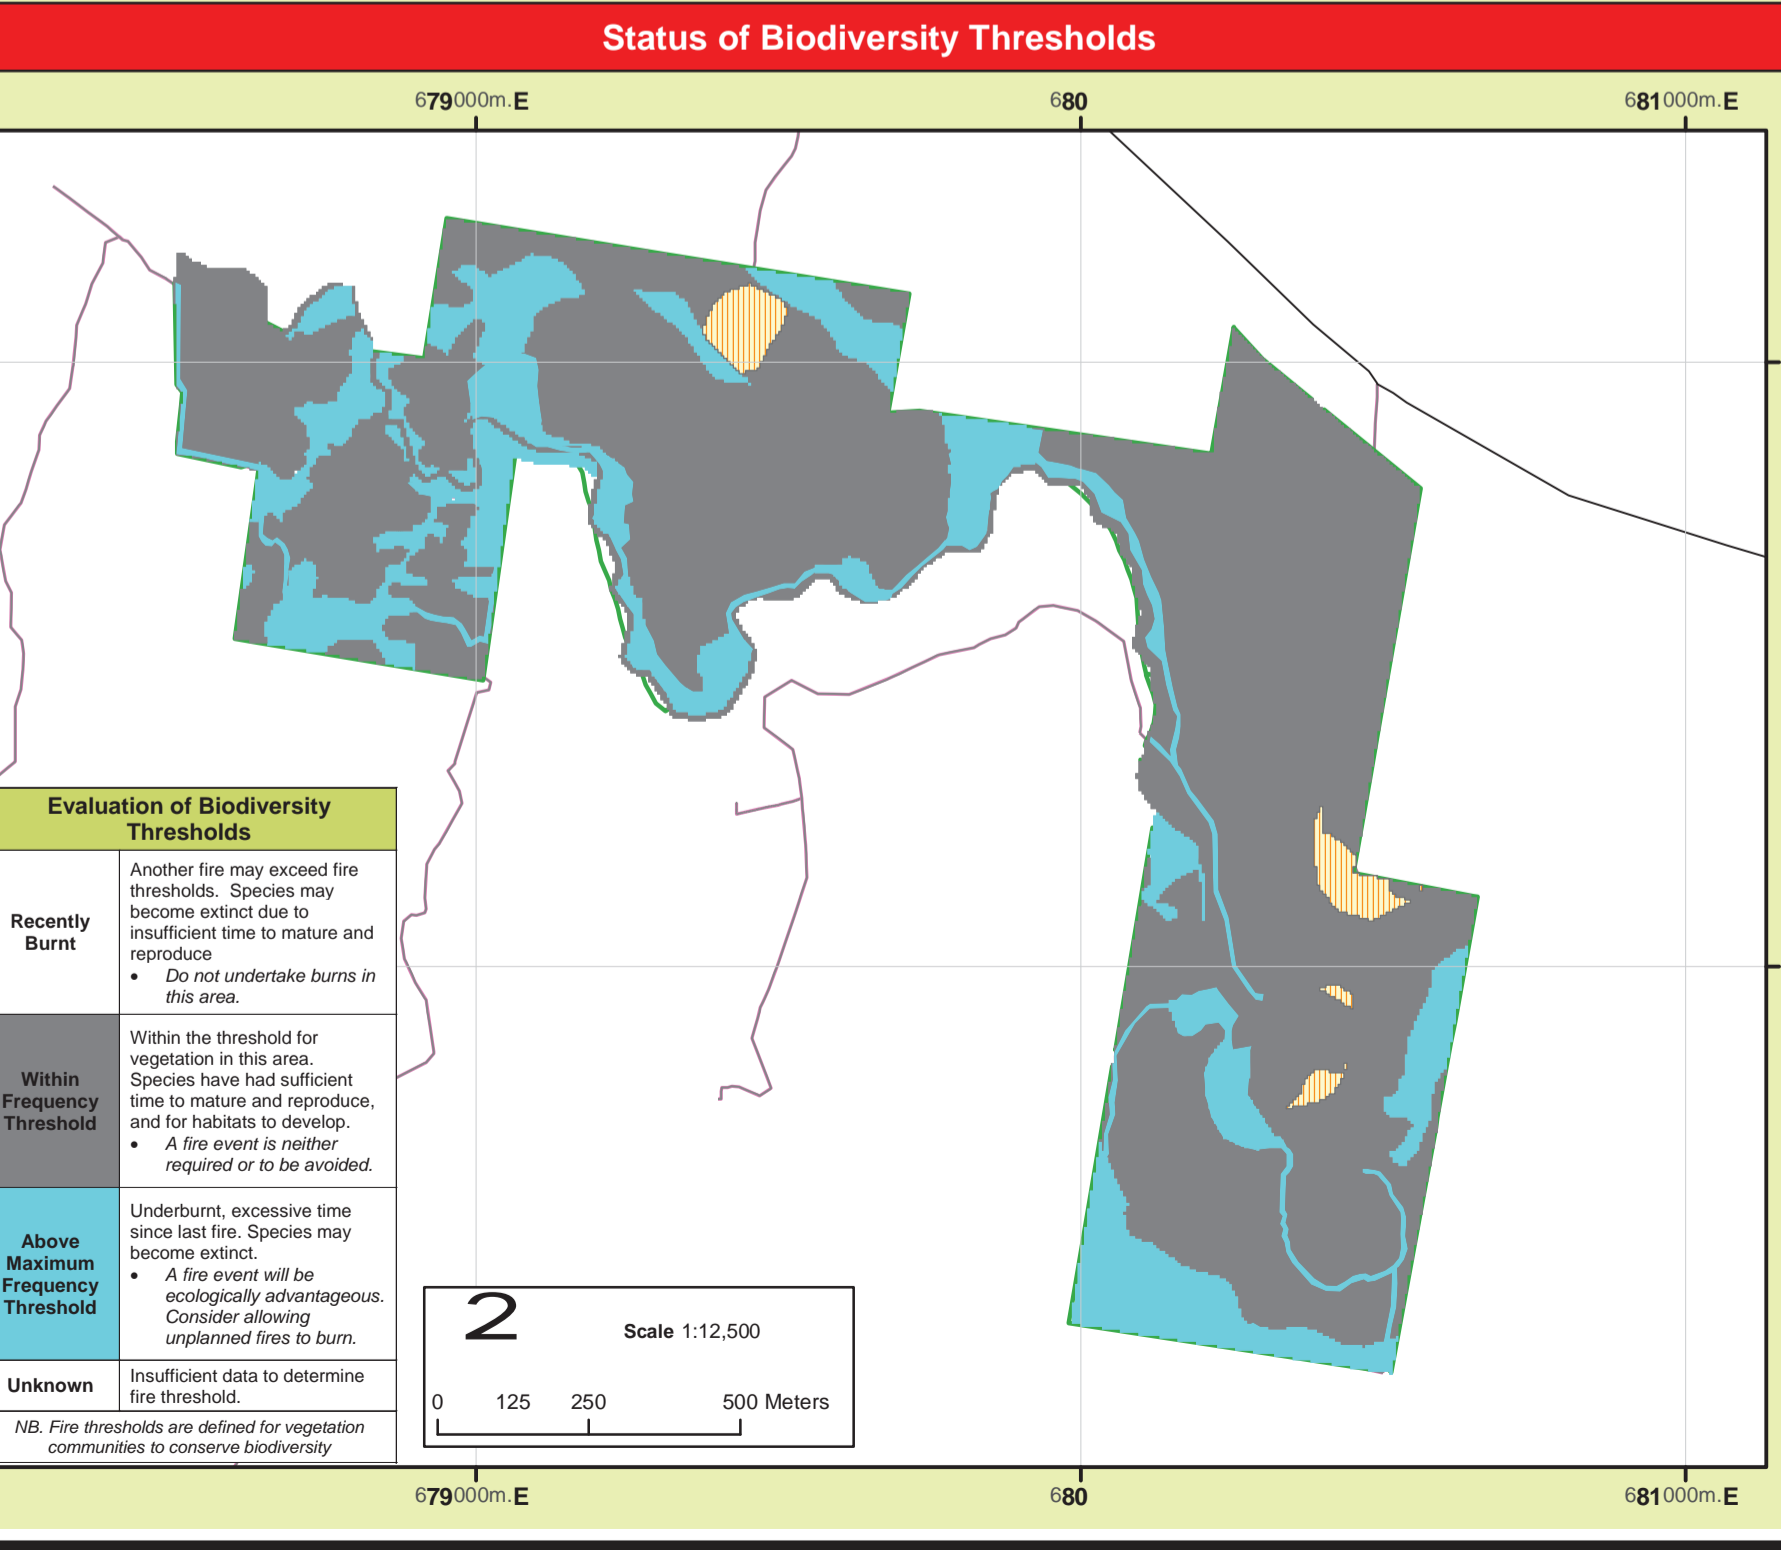 Status of Biodiversity Thresholds
679000m.E
680
681000m.E
Evaluation of Biodiversity
Thresholds
Recently
Burnt
Another fire may exceed fire
thresholds. Species may
become extinct due to
insufficient time to mature and
reproduce
• Do not undertake burns in
this area.
Within
Frequency
Threshold
Within the threshold for
vegetation in this area.
Species have had sufficient
time to mature and reproduce,
and for habitats to develop.
• A fire event is neither
required or to be avoided.
Above
Maximum
Frequency
Threshold
Underburnt, excessive time
since last fire. Species may
become extinct.
• A fire event will be
ecologically advantageous.
Consider allowing
unplanned fires to burn.
Unknown
Insufficient data to determine
fire threshold.
NB. Fire thresholds are defined for vegetation
communities to conserve biodiversity
2
Scale 1:12,500
0 125 250 500 Meters
679000m.E
680
681000m.E